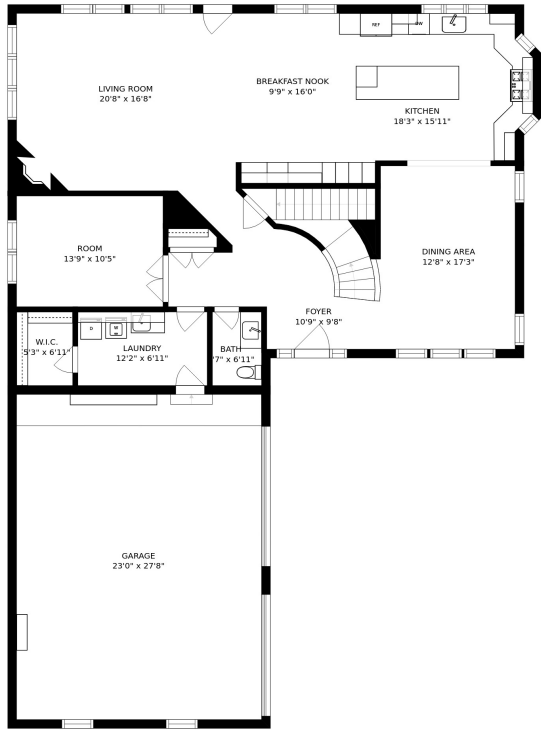 REF
DW
LIVING ROOM
20'8" x 16'8"
BREAKFAST NOOK
9'9" x 16'0"
KITCHEN
18'3" x 15'11"
ROOM
13'9" x 10'5"
DINING AREA
12'8" x 17'3"
FOYER
10'9" x 9'8"
W.I.C.
5'3" x 6'11"
D
W
LAUNDRY
12'2" x 6'11"
BATH
'7" x 6'11"
GARAGE
23'0" x 27'8"